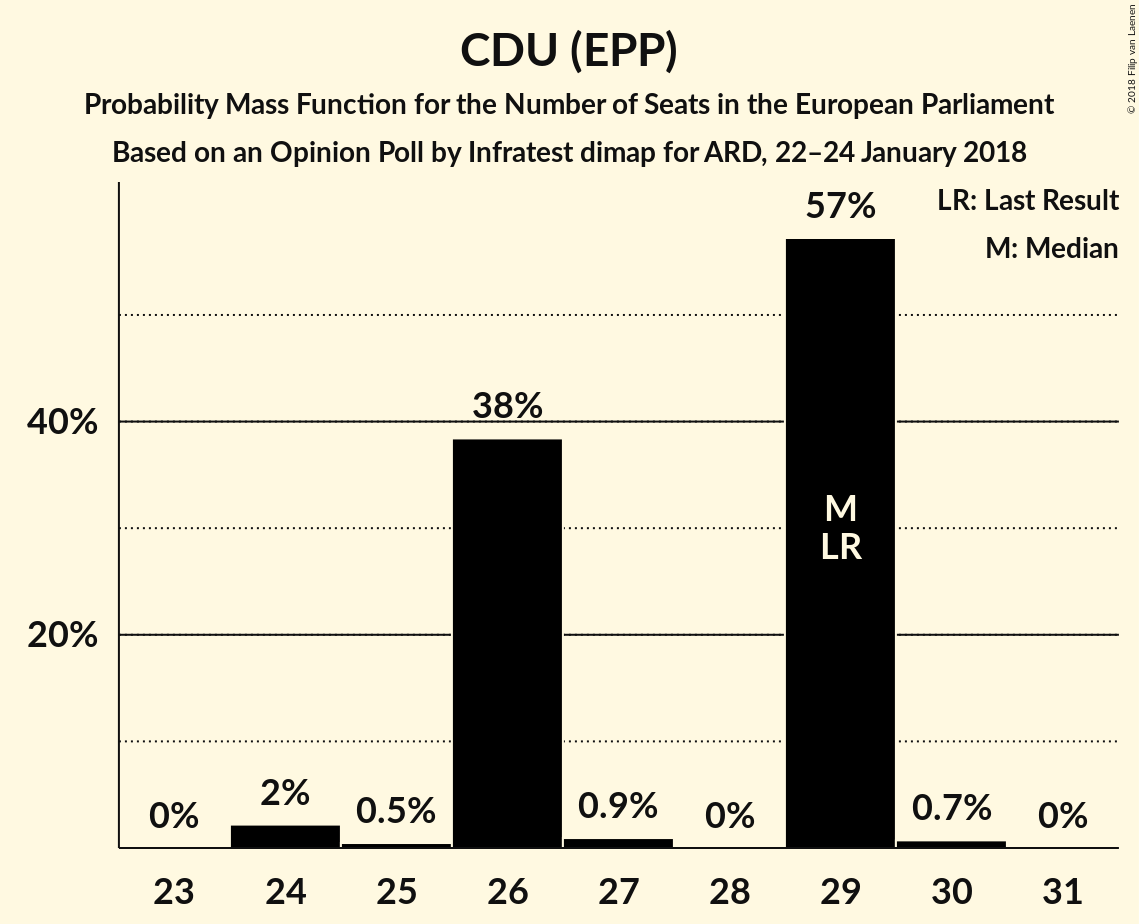 CDU (EPP)
Probability Mass Function for the Number of Seats in the European Parliament
Based on an Opinion Poll by Infratest dimap for ARD, 22–24 January 2018
© 2018 Filip van Laenen
LR: Last Result
M: Median
57%
40%
38%
M
LR
20%
0%
2%
0.5%
0.9%
0%
0.7%
0%
23 24 25 26 27 28 29 30 31